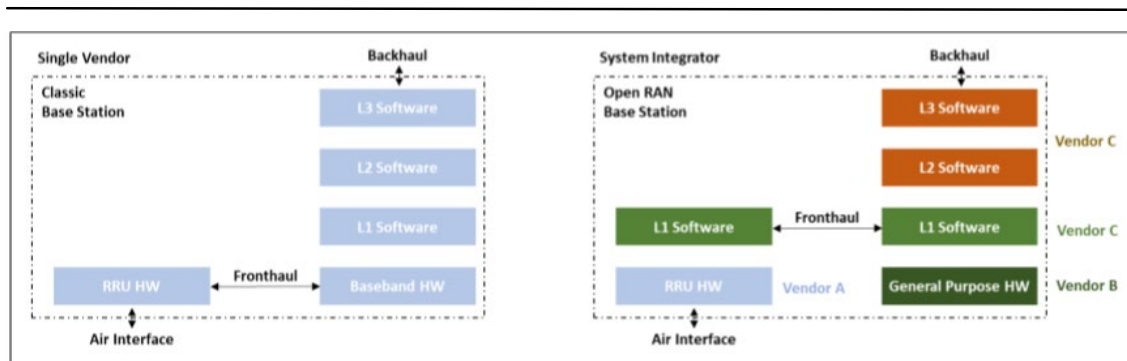 Single Vendor
Backhaul
Classic
Base Station
L3 Software
L2 Software
L1 Software
RRU HW
Fronthaul
Baseband HW
Air Interface
System Integrator
Backhaul
Open RAN
Base Station
L3 Software
Vendor C
L2 Software
L1 Software
Fronthaul
L1 Software
Vendor C
RRU HW
Vendor A
General Purpose HW
Vendor B
Air Interface